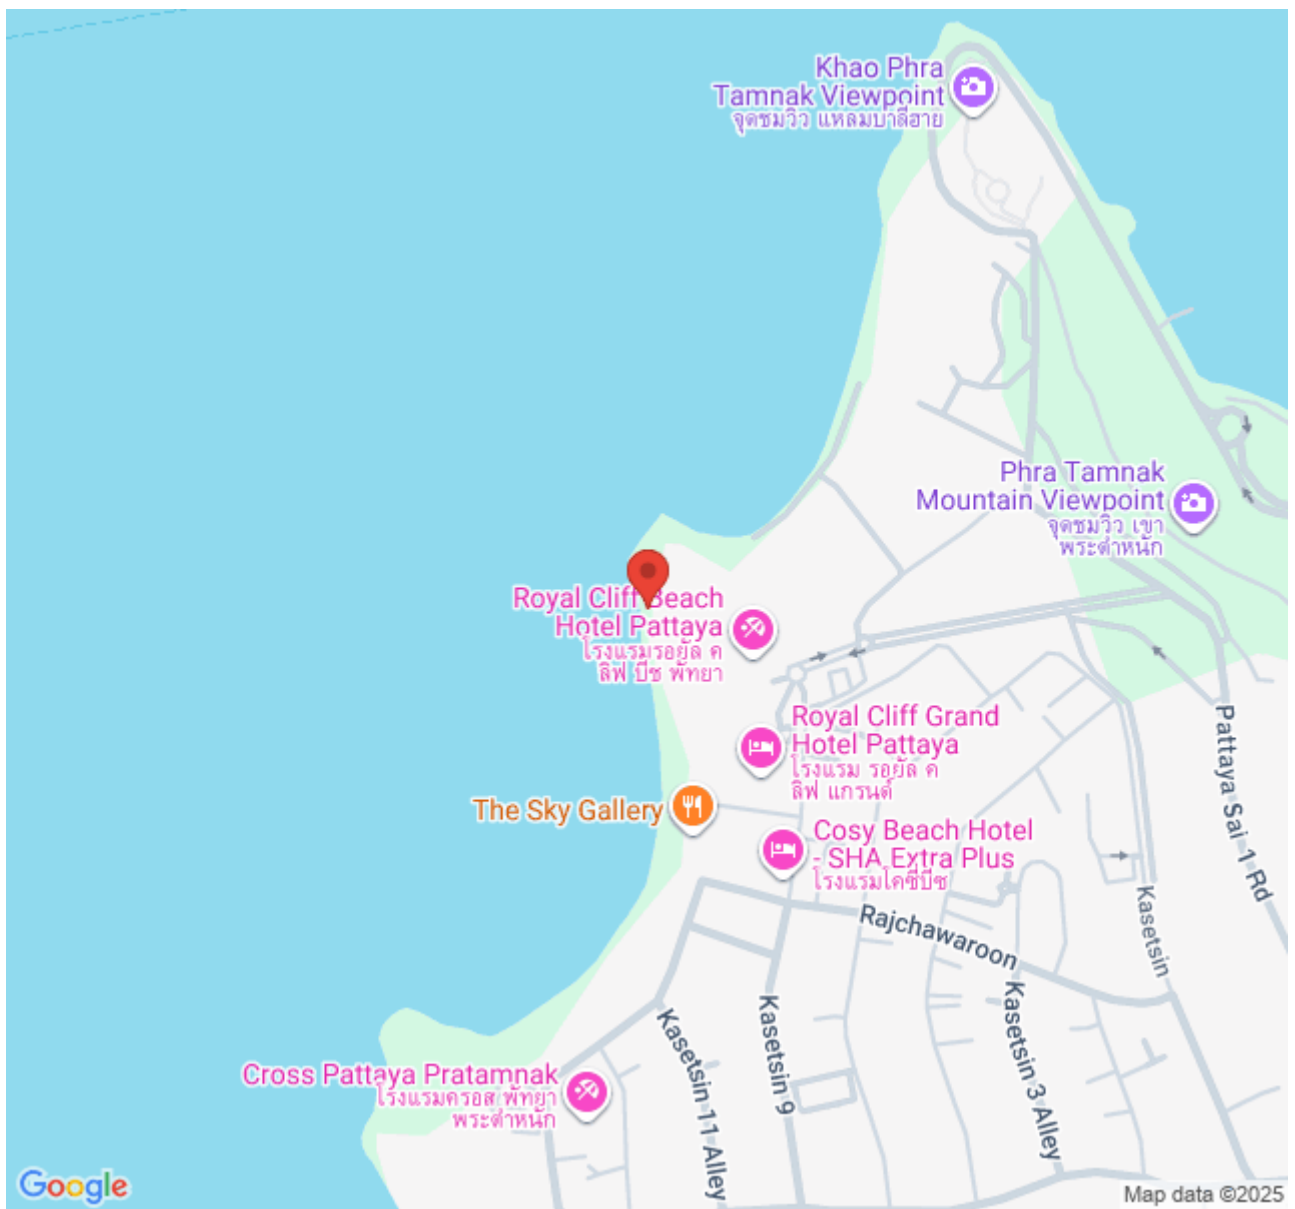 Khao Phra
Tamnak Viewpoint
จุดชมวิว แหลมบาลีฮาย
Phra Tamnak
Mountain Viewpoint
จุดชมวิว เขา
พระตำหนัก
Royal Cliff Beach
Hotel Pattaya
โรงแรมรอยัล ค
ลิฟ บีช พัทยา
Royal Cliff Grand
Hotel Pattaya
โรงแรม รอยัล ค
ลิฟ แกรนด์
Pattaya Sai 1 Rd
The Sky Gallery
Cosy Beach Hotel
- SHA Extra Plus
โรงแรมโคซี่บีช
Rajchawaroon
Kasetsin
Kasetsin 11 Alley
Kasetsin 9
Kasetsin 3 Alley
Cross Pattaya Pratamnak
โรงแรมครอส พัทยา
พระตำหนัก
Google
Map data ©2025